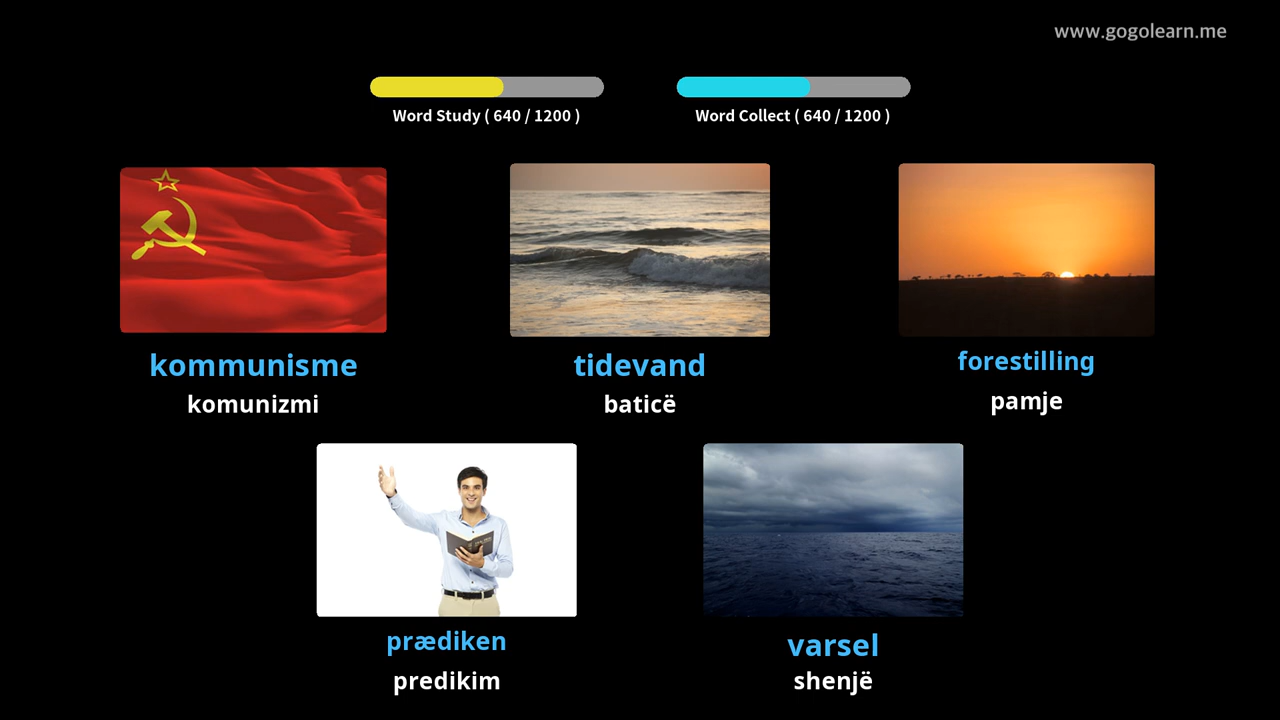 www.gogolearn.me
Word Study ( 640 / 1200 )
Word Collect ( 640 / 1200 )
kommunisme
komunizmi
tidevand
baticë
forestilling
pamje
prædiken
predikim
varsel
shenjë